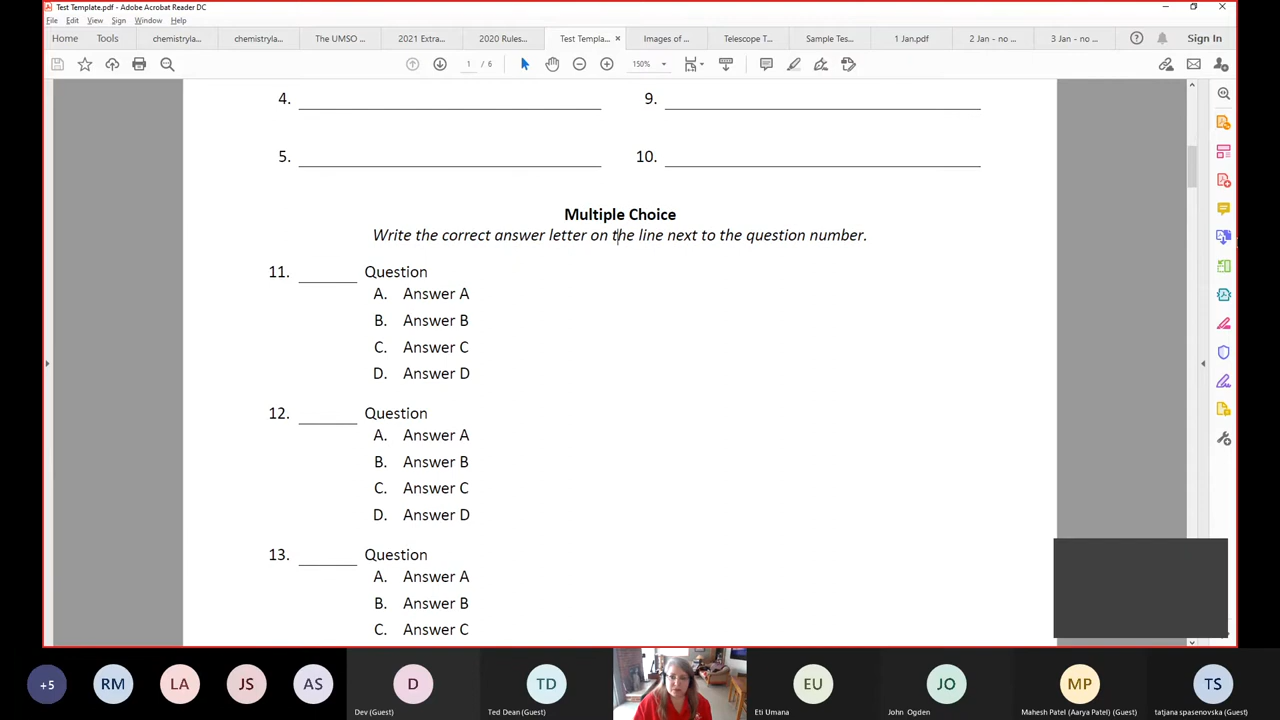 Test Template.pdf - Adobe Acrobat Reader DC
File Edit View Sign Window Help
Home Tools chemistryla... chemistryla... The UMSO ... 2021 Extra... 2020 Rules... Test Templa... Images of ... Telescope T... Sample Tes... 1 Jan.pdf 2 Jan - no ... 3 Jan - no ... Sign In
1 / 6 150%
4. 9.
5. 10.
Multiple Choice
Write the correct answer letter on the line next to the question number.
11. Question
A. Answer A
B. Answer B
C. Answer C
D. Answer D
12. Question
A. Answer A
B. Answer B
C. Answer C
D. Answer D
13. Question
A. Answer A
B. Answer B
C. Answer C
+5 RM LA JS AS D TD EU JO MP TS
Dev (Guest) Ted Dean (Guest) Eti Umana John Ogden Mahesh Patel (Aarya Patel) (Guest) tatjana spasenovska (Guest)